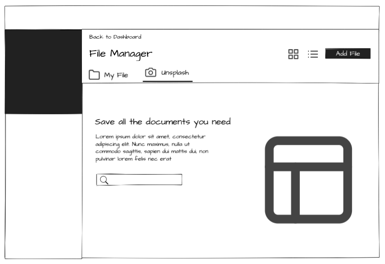 Back to Dashboard
File Manager
Add File
My File
Unsplash
Save all the documents you need
Lorem ipsum dolor sit amet, consectetur
adipiscing elit. Nunc maximus, nulla ut
commodo sagittis, sapien dui mattis dui, non
pulvinar lorem felis nec erat